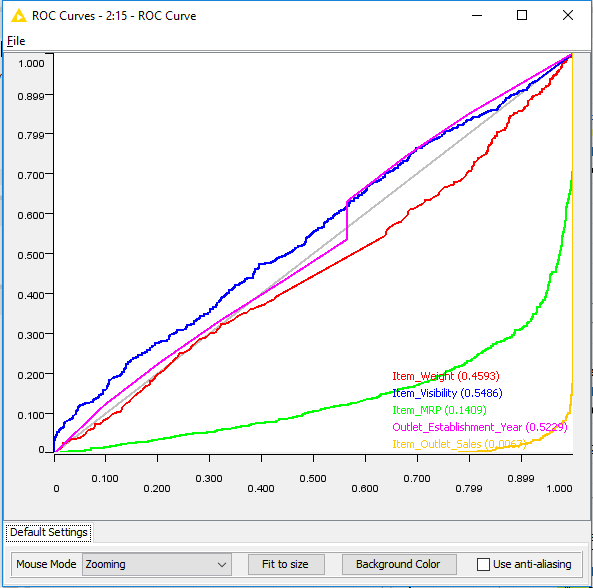 ROC Curves - 2:15 - ROC Curve
File
1.000
0.899
0.799
0.700
0.600
0.500
0.400
0.300
0.200
0.100
0
Item_Weight (0.4593)
Item_Visibility (0.5486)
Item_MRP (0.1409)
Outlet_Establishment_Year (0.5229)
Item_Outlet_Sales (0.0067)
0 0.100 0.200 0.300 0.400 0.500 0.600 0.700 0.799 0.899 1.000
Default Settings
Mouse Mode Zooming Fit to size Background Color Use anti-aliasing